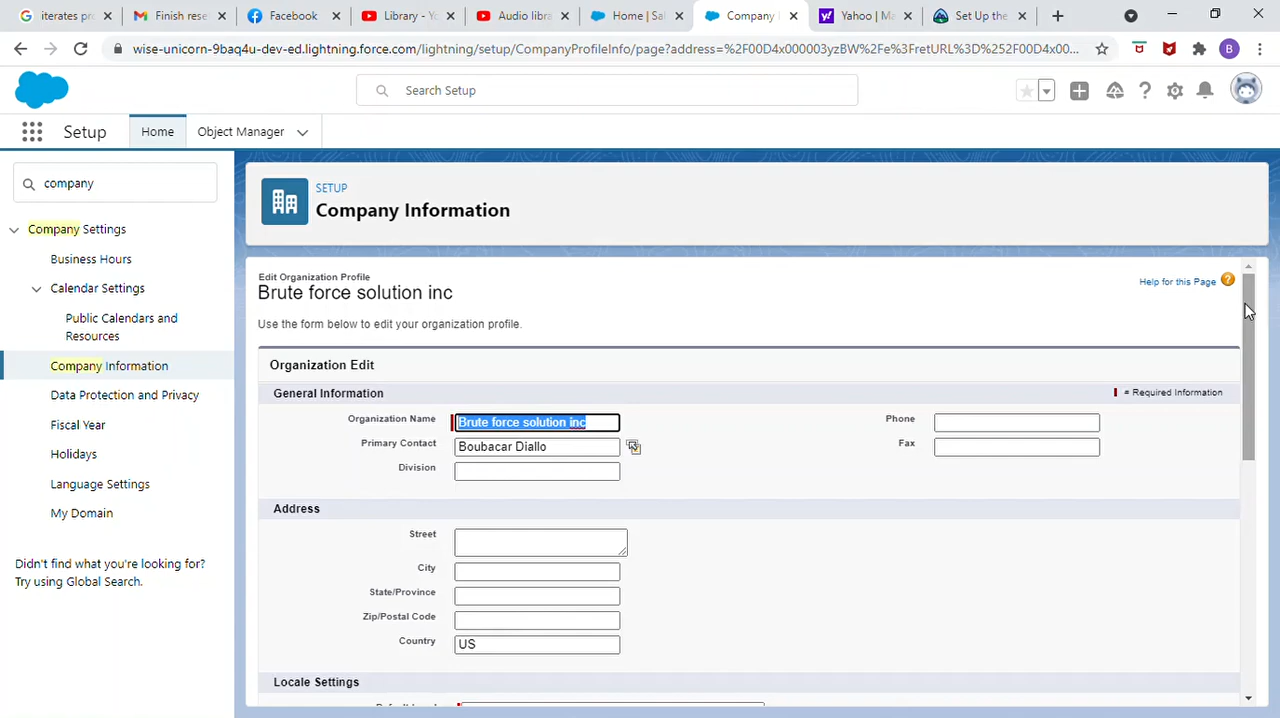 iterates pr
Finish rese
Facebook
Library - Yo
Audio libra
Home | Sal
Company
Yahoo | Ma
Set Up the
wise-unicorn-9baq4u-dev-ed.lightning.force.com/lightning/setup/CompanyProfileInfo/page?address=%2F00D4x000003yzBW%2Fe%3FretURL%3D%252F00D4x00...
B
Search Setup
Setup
Home
Object Manager
company
SETUP
Company Information
Company Settings
Business Hours
Calendar Settings
Public Calendars and
Resources
Company Information
Data Protection and Privacy
Fiscal Year
Holidays
Language Settings
My Domain
Didn't find what you're looking for?
Try using Global Search.
Edit Organization Profile
Brute force solution inc
Help for this Page
Use the form below to edit your organization profile.
Organization Edit
General Information
= Required Information
Organization Name Brute force solution inc
Phone
Primary Contact Boubacar Diallo
Fax
Division
Address
Street
City
State/Province
Zip/Postal Code
Country US
Locale Settings